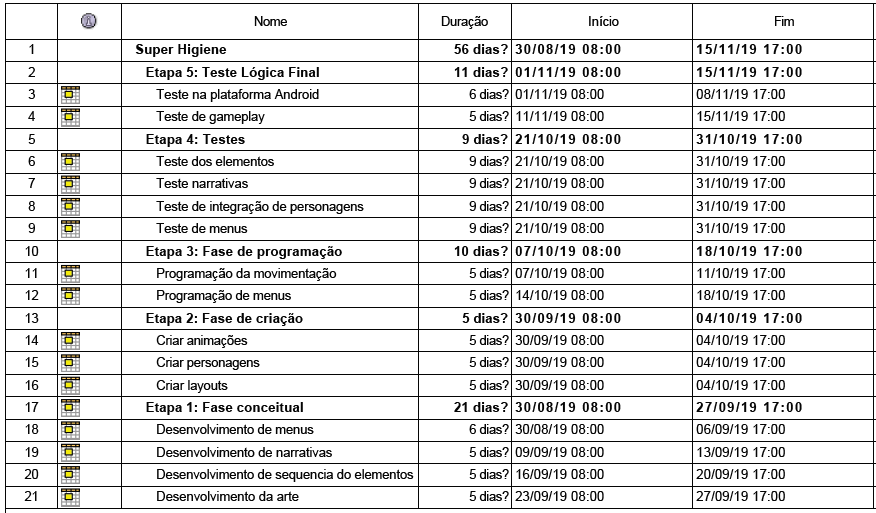 Nome Duração Início Fim
1 Super Higiene 56 dias? 30/08/19 08:00 15/11/19 17:00
2 Etapa 5: Teste Lógica Final 11 dias? 01/11/19 08:00 15/11/19 17:00
3 Teste na plataforma Android 6 dias? 01/11/19 08:00 08/11/19 17:00
4 Teste de gameplay 5 dias? 11/11/19 08:00 15/11/19 17:00
5 Etapa 4: Testes 9 dias? 21/10/19 08:00 31/10/19 17:00
6 Teste dos elementos 9 dias? 21/10/19 08:00 31/10/19 17:00
7 Teste narrativas 9 dias? 21/10/19 08:00 31/10/19 17:00
8 Teste de integração de personagens 9 dias? 21/10/19 08:00 31/10/19 17:00
9 Teste de menus 9 dias? 21/10/19 08:00 31/10/19 17:00
10 Etapa 3: Fase de programação 10 dias? 07/10/19 08:00 18/10/19 17:00
11 Programação da movimentação 5 dias? 07/10/19 08:00 11/10/19 17:00
12 Programação de menus 5 dias? 14/10/19 08:00 18/10/19 17:00
13 Etapa 2: Fase de criação 5 dias? 30/09/19 08:00 04/10/19 17:00
14 Criar animações 5 dias? 30/09/19 08:00 04/10/19 17:00
15 Criar personagens 5 dias? 30/09/19 08:00 04/10/19 17:00
16 Criar layouts 5 dias? 30/09/19 08:00 04/10/19 17:00
17 Etapa 1: Fase conceitual 21 dias? 30/08/19 08:00 27/09/19 17:00
18 Desenvolvimento de menus 6 dias? 30/08/19 08:00 06/09/19 17:00
19 Desenvolvimento de narrativas 5 dias? 09/09/19 08:00 13/09/19 17:00
20 Desenvolvimento de sequencia do elementos 5 dias? 16/09/19 08:00 20/09/19 17:00
21 Desenvolvimento da arte 5 dias? 23/09/19 08:00 27/09/19 17:00